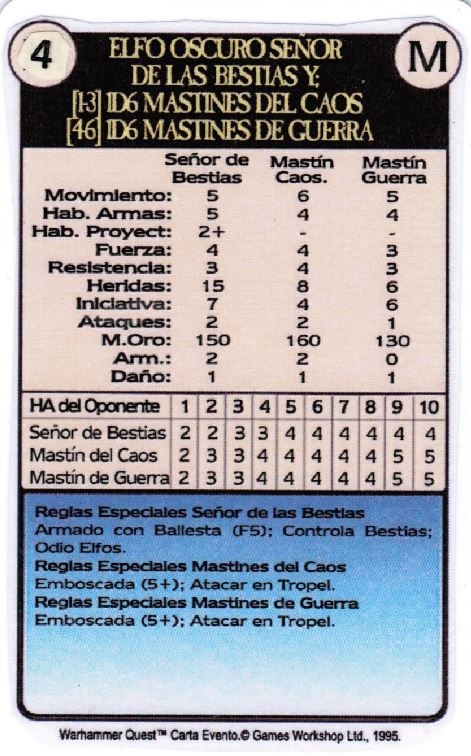 4
M
ELFO OSCURO SEÑOR
DE LAS BESTIAS Y:
[1-3] 1D6 MASTINES DEL CAOS
[4-6] 1D6 MASTINES DE GUERRA
Señor de Bestias Mastín Caos. Mastín Guerra
Movimiento: 5 6 5
Hab. Armas: 5 4 4
Hab. Proyect: 2+ - -
Fuerza: 4 4 3
Resistencia: 3 4 3
Heridas: 15 8 6
Iniciativa: 7 4 6
Ataques: 2 2 1
M.Oro: 150 160 130
Arm.: 2 2 0
Daño: 1 1 1
HA del Oponente 1 2 3 4 5 6 7 8 9 10
Señor de Bestias 2 2 3 3 4 4 4 4 4 4
Mastín del Caos 2 3 3 4 4 4 4 4 5 5
Mastín de Guerra 2 3 3 4 4 4 4 4 5 5
Reglas Especiales Señor de las Bestias
Armado con Ballesta (F5); Controla Bestias;
Odio Elfos.
Reglas Especiales Mastines del Caos
Emboscada (5+); Atacar en Tropel.
Reglas Especiales Mastines de Guerra
Emboscada (5+); Atacar en Tropel.
Warhammer Quest™ Carta Evento.© Games Workshop Ltd., 1995.